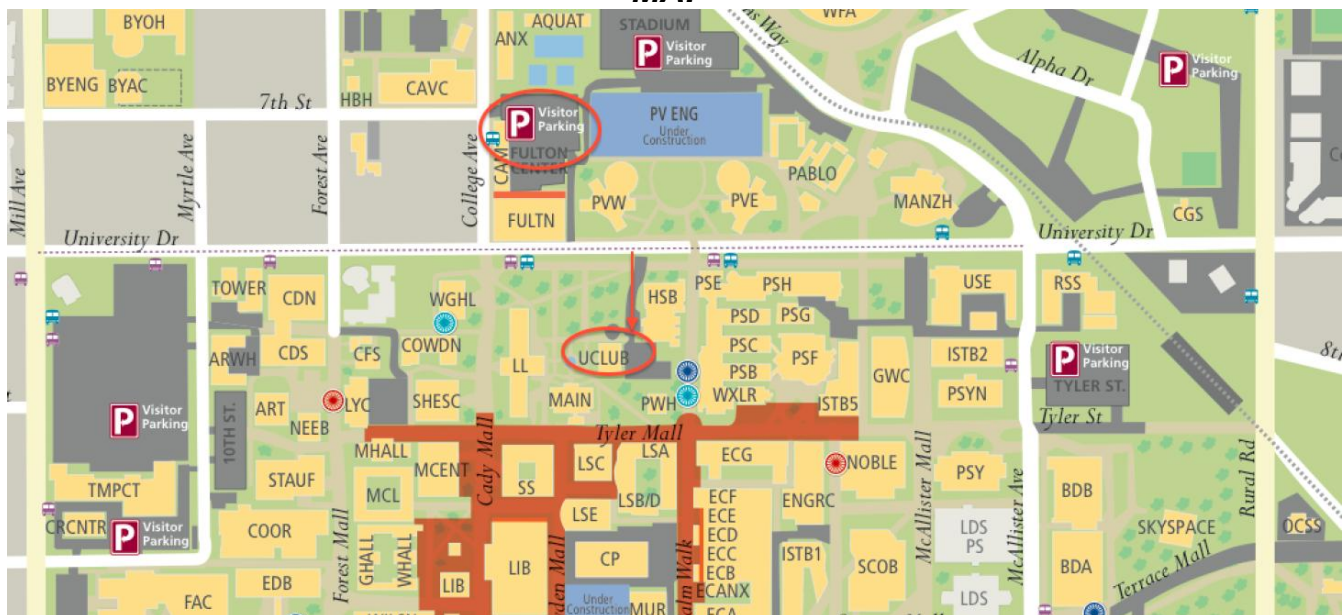 BYOH
BYENG
BYAC
7th St
HBH
CAVC
ANX
AQUAT
STADIUM
P Visitor
Parking
WFA
Way
Alpha Dr
P Visitor
Parking
P Visitor
Parking
FULTON
CENTER
CAM
FULTN
PV ENG
Under
Construction
PVW
PVE
PABLO
MANZH
CGS
Mill Ave
Myrtle Ave
Forest Ave
College Ave
University Dr
University Dr
TOWER
CDN
WGHL
HSB
PSE
PSH
USE
RSS
PSD
PSG
ARWH
CDS
CFS
COWDN
LL
UCLUB
PSC
PSF
GWC
ISTB2
P Visitor
Parking
TYLER ST.
PSB
ART
LYC
SHESC
MAIN
PWH
WXLR
ISTB5
PSYN
P Visitor
Parking
10TH ST.
NEEB
Tyler Mall
Tyler St
MHALL
MCENT
Cady Mall
LSC
LSA
ECG
NOBLE
McAllister Mall
PSY
McAllister Ave
Rural Rd
STAUF
MCL
SS
LSB/D
ECF
ENGRC
BDB
TMPCT
CRCNTR
P Visitor
Parking
COOR
Forest Mall
GHALL
WHALL
LSE
ECE
ECD
ECC
ECB
ECANX
LDS
PS
SKYSPACE
OCSS
LIB
LIB
CP
ISTB1
SCOB
BDA
Terrace Mall
FAC
EDB
Under
Construction
MUR
LDS